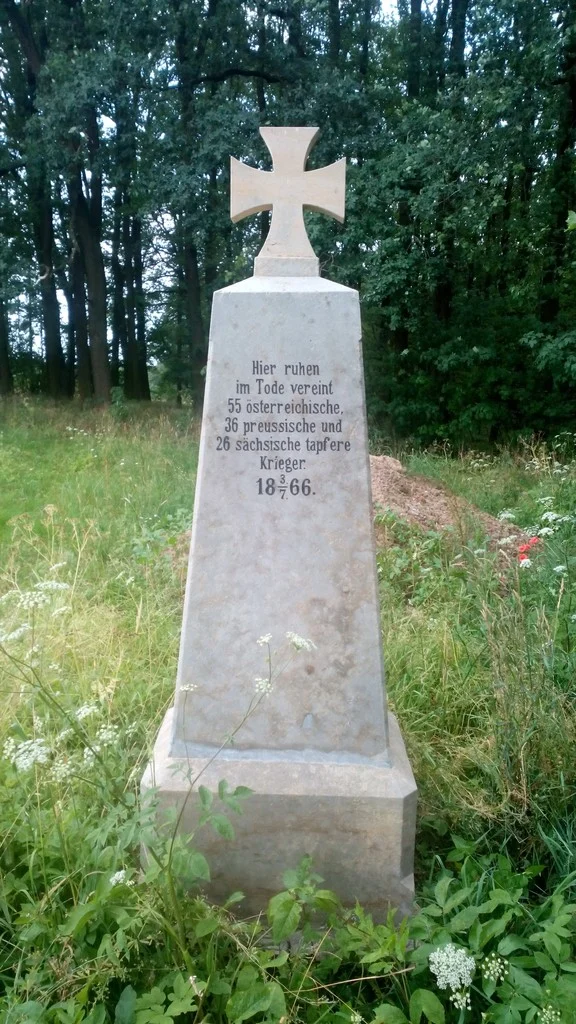 Hier ruhen
im Tode vereint
55 österreichische,
36 preussische und
26 sächsische tapfere
Krieger.
18 3/7. 66.